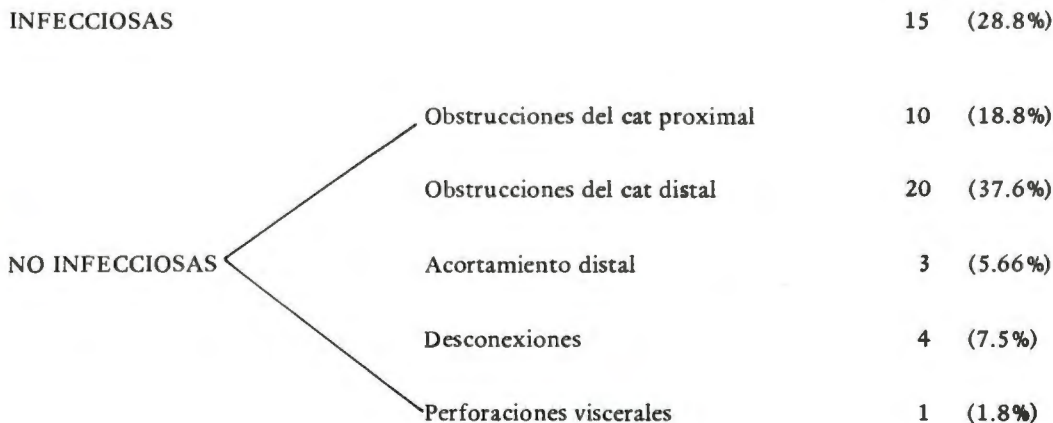 INFECCIOSAS 15 (28.8%)
Obstrucciones del cat proximal 10 (18.8%)
Obstrucciones del cat distal 20 (37.6%)
NO INFECCIOSAS Acortamiento distal 3 (5.66%)
Desconexiones 4 (7.5%)
Perforaciones viscerales 1 (1.8%)